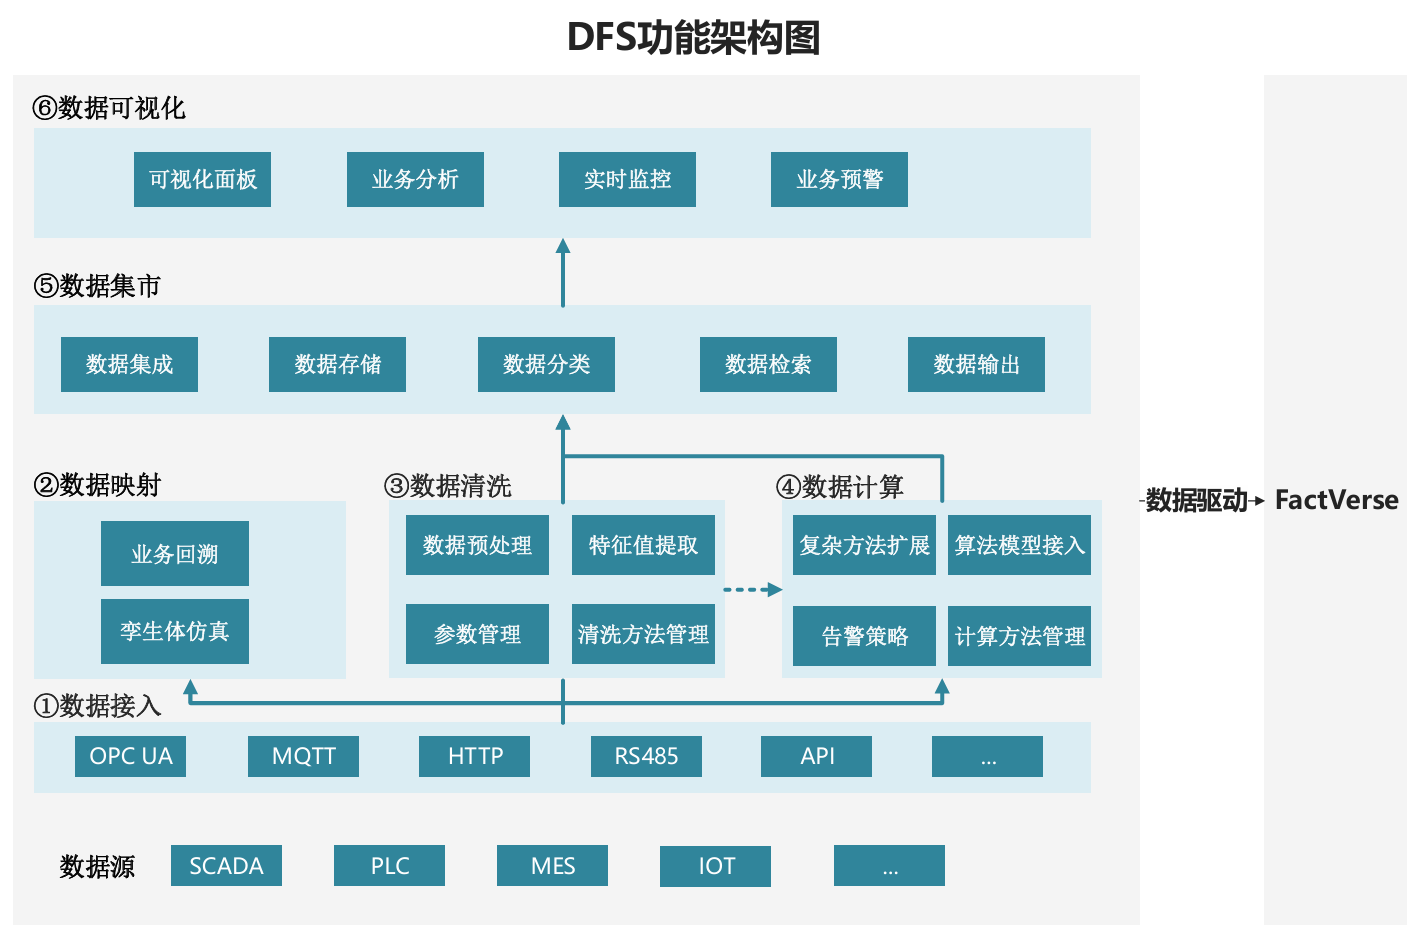 DFS功能架构图
⑥数据可视化
可视化面板
业务分析
实时监控
业务预警
⑤数据集市
数据集成
数据存储
数据分类
数据检索
数据输出
②数据映射
业务回溯
孪生体仿真
③数据清洗
数据预处理
特征值提取
参数管理
清洗方法管理
④数据计算
复杂方法扩展
算法模型接入
告警策略
计算方法管理
数据驱动
FactVerse
①数据接入
OPC UA
MQTT
HTTP
RS485
API
...
数据源
SCADA
PLC
MES
IOT
...